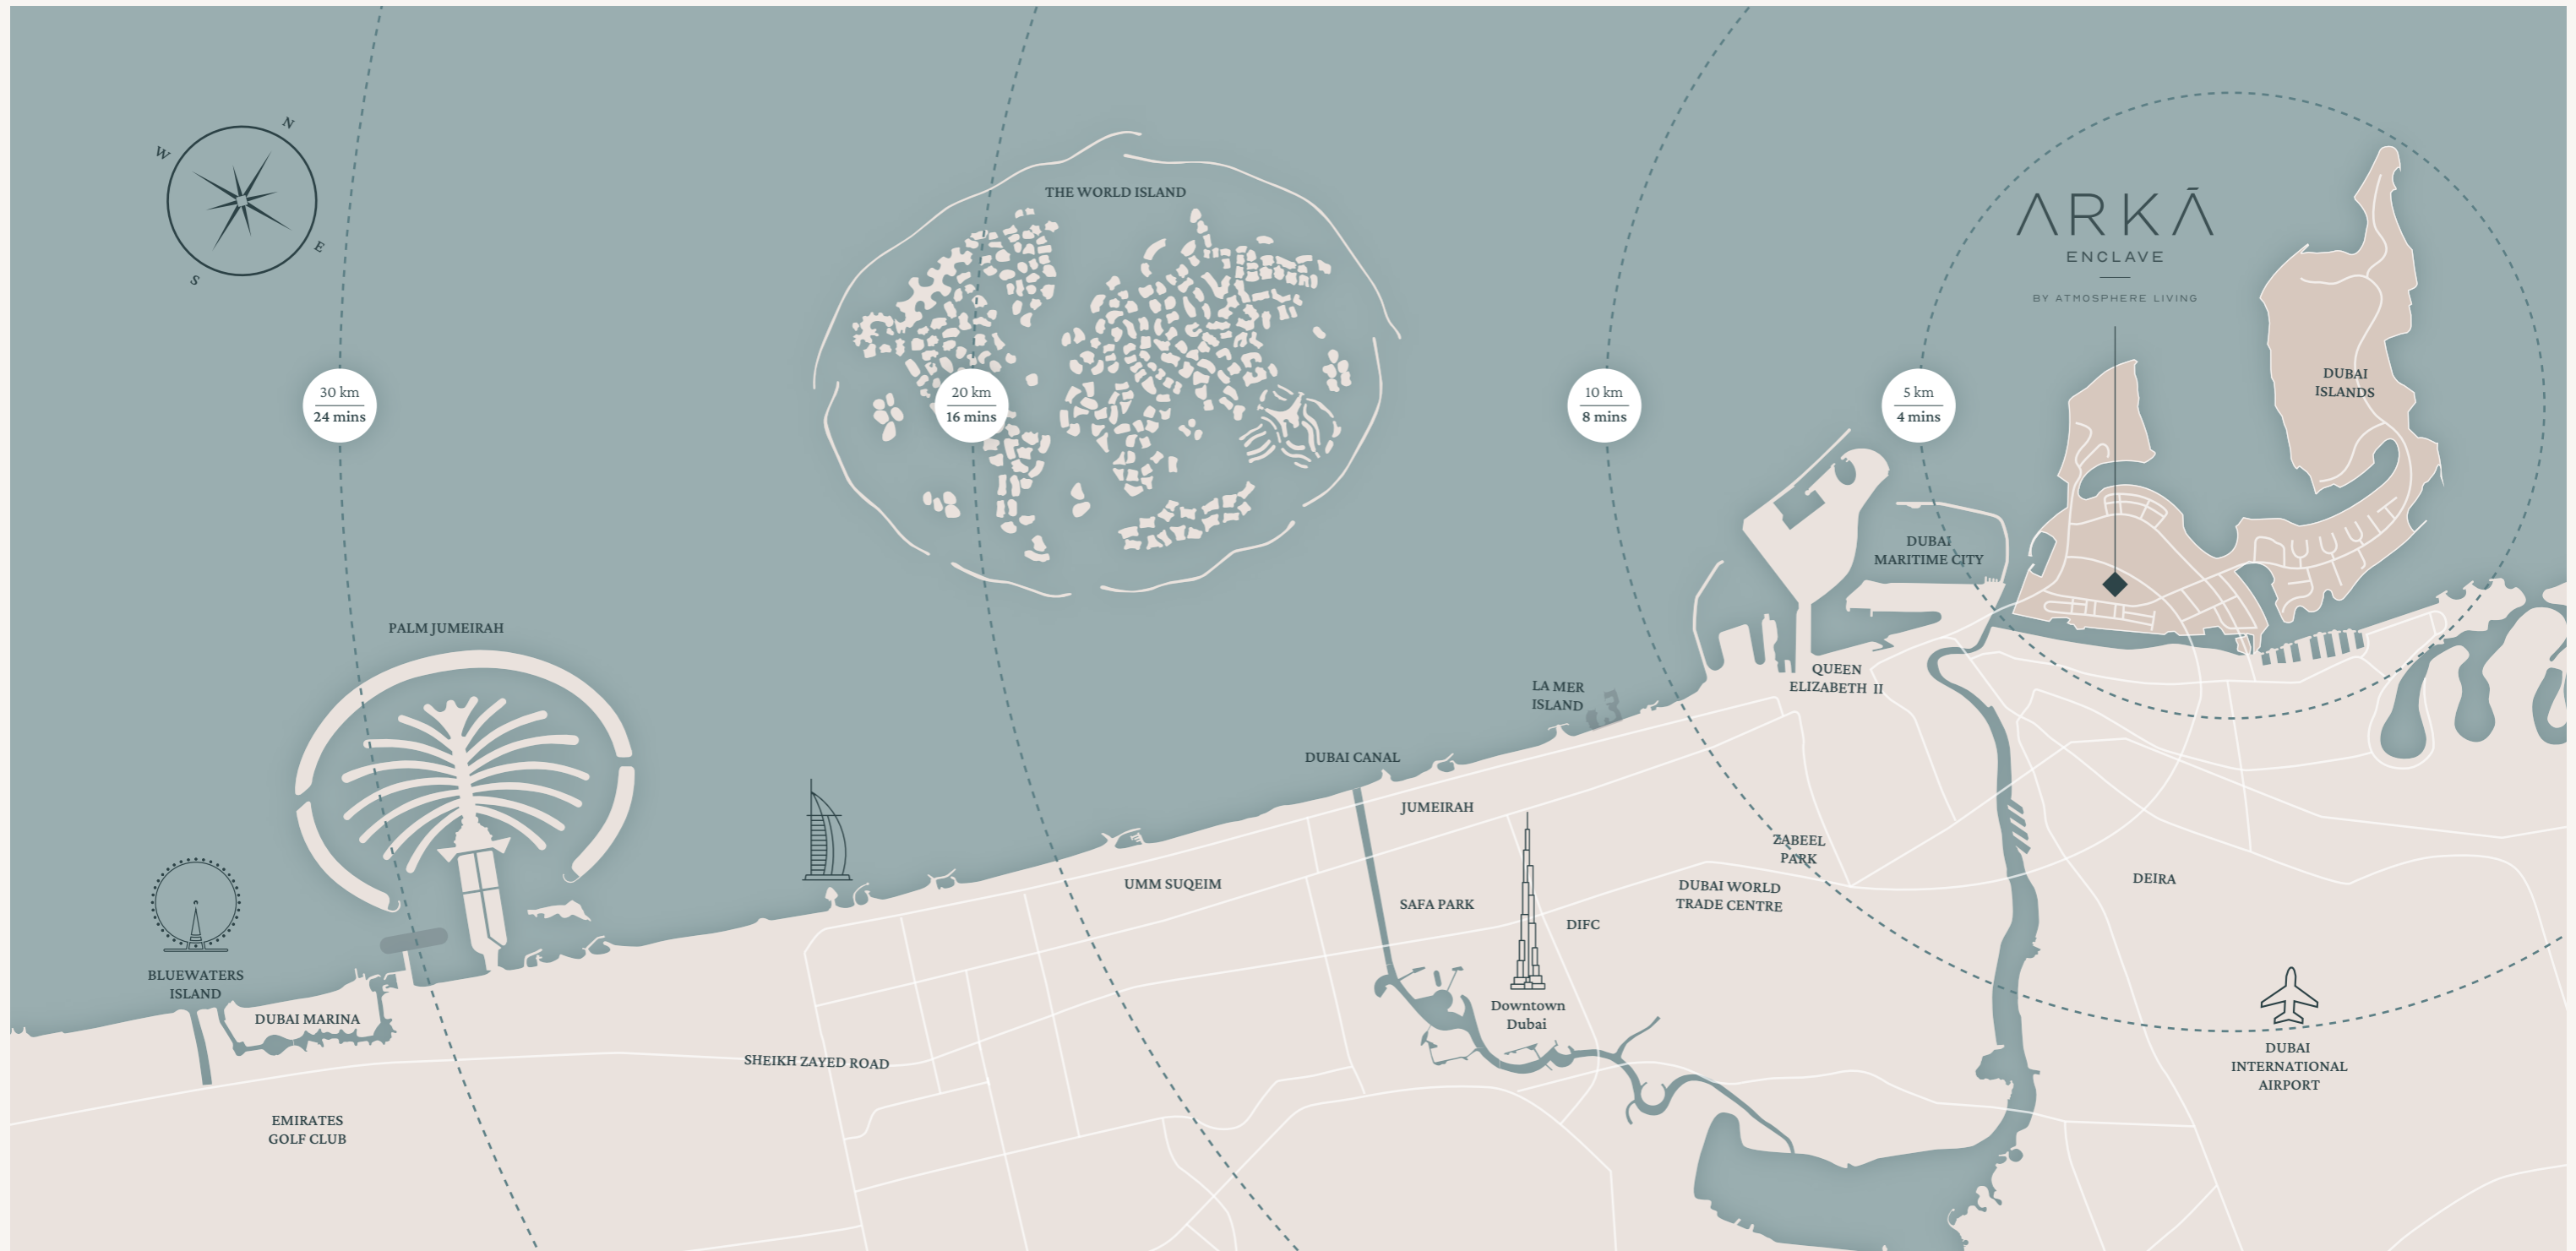 N
W
E
S
THE WORLD ISLAND
ΛRKĀ
ENCLAVE
BY ATMOSPHERE LIVING
DUBAI
ISLANDS
30 km
24 mins
20 km
16 mins
10 km
8 mins
5 km
4 mins
DUBAI
MARITIME CITY
PALM JUMEIRAH
QUEEN
ELIZABETH II
LA MER
ISLAND
DUBAI CANAL
JUMEIRAH
ZABEEL
PARK
UMM SUQEIM
DUBAI WORLD
TRADE CENTRE
DEIRA
SAFA PARK
DIFC
BLUEWATERS
ISLAND
Downtown
Dubai
DUBAI MARINA
DUBAI
INTERNATIONAL
AIRPORT
SHEIKH ZAYED ROAD
EMIRATES
GOLF CLUB